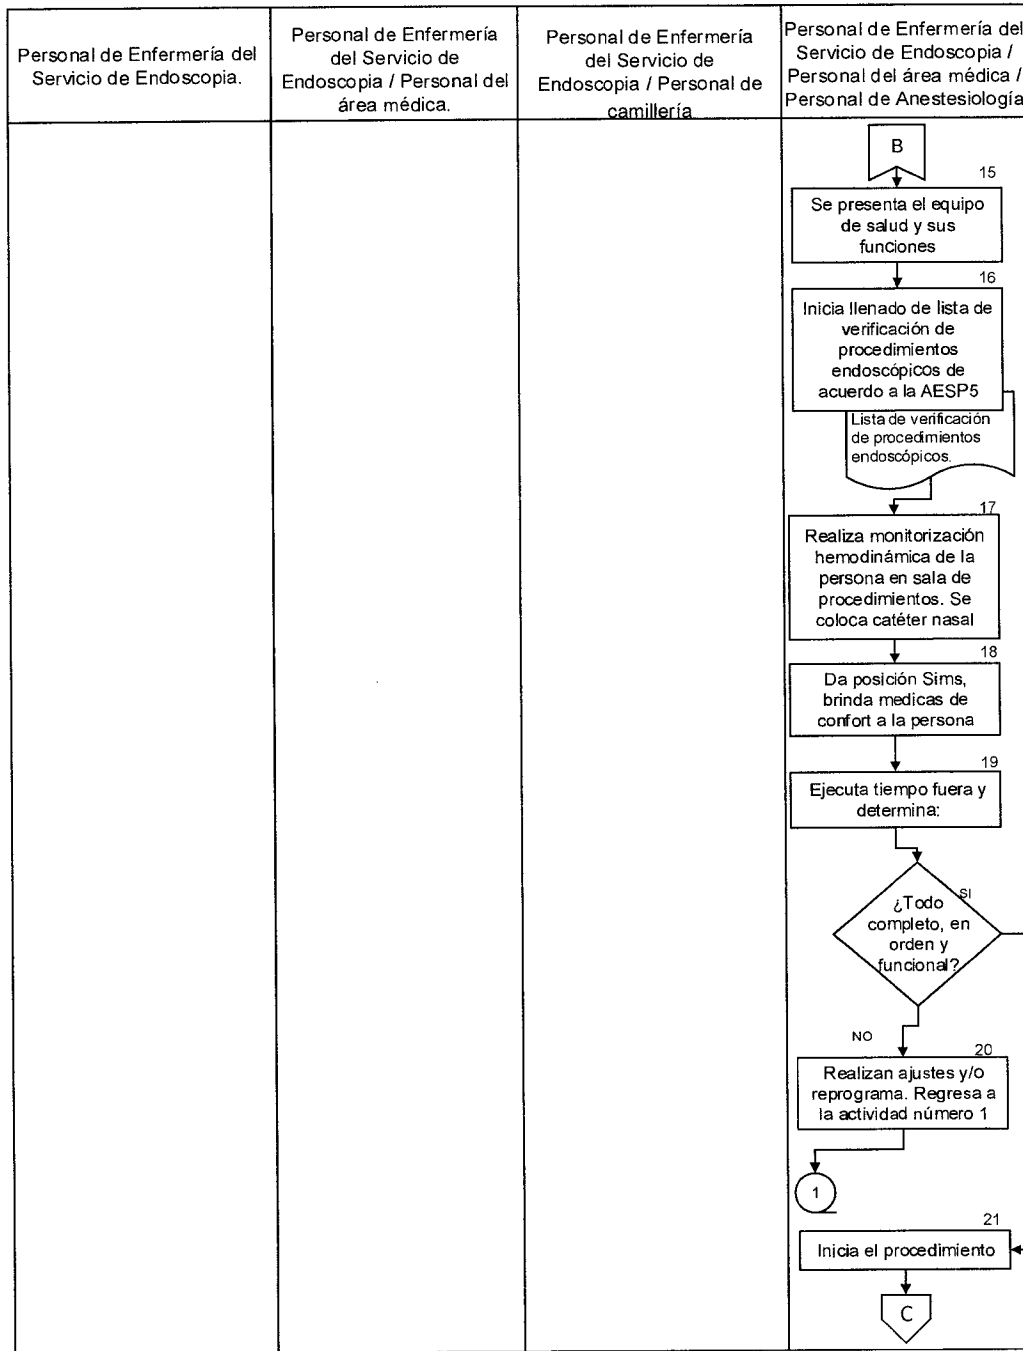 Personal de Enfermería del
Servicio de Endoscopia.
Personal de Enfermería
del Servicio de
Endoscopia / Personal del
área médica.
Personal de Enfermería
del Servicio de
Endoscopia / Personal de
camillería
Personal de Enfermería del
Servicio de Endoscopia /
Personal del área médica /
Personal de Anestesiología
B
15
Se presenta el equipo
de salud y sus
funciones
16
Inicia llenado de lista de
verificación de
procedimientos
endoscópicos de
acuerdo a la AESP5
Lista de verificación
de procedimientos
endoscópicos.
17
Realiza monitorización
hemodinámica de la
persona en sala de
procedimientos. Se
coloca catéter nasal
18
Da posición Sims,
brinda medicas de
confort a la persona
19
Ejecuta tiempo fuera y
determina:
¿Todo
completo, en
orden y
funcional?
SI
NO
20
Realizan ajustes y/o
reprograma. Regresa a
la actividad número 1
1
21
Inicia el procedimiento
C